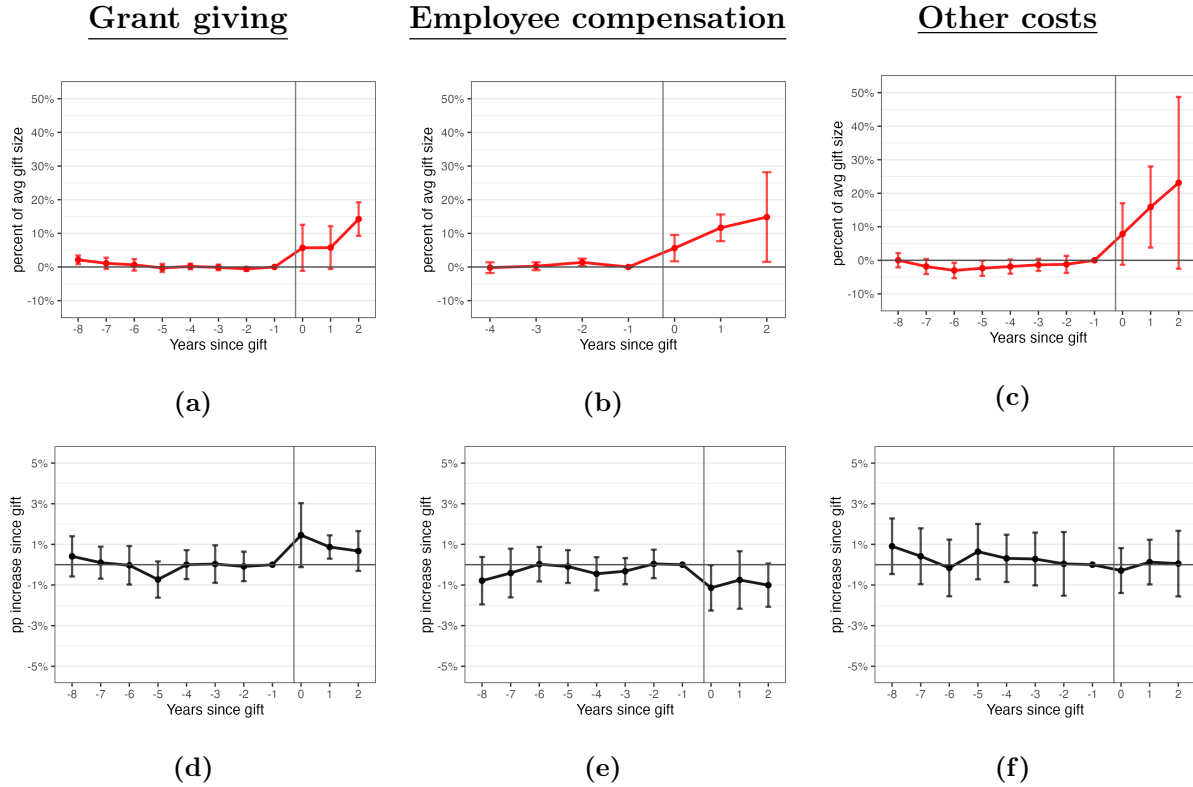 Grant giving
Employee compensation
Other costs
percent of avg gift size
50%
40%
30%
20%
10%
0%
-10%
-8 -7 -6 -5 -4 -3 -2 -1 0 1 2
Years since gift
(a)
percent of avg gift size
50%
40%
30%
20%
10%
0%
-10%
-4 -3 -2 -1 0 1 2
Years since gift
(b)
percent of avg gift size
50%
40%
30%
20%
10%
0%
-10%
-8 -7 -6 -5 -4 -3 -2 -1 0 1 2
Years since gift
(c)
pp increase since gift
5%
3%
1%
-1%
-3%
-5%
-8 -7 -6 -5 -4 -3 -2 -1 0 1 2
Years since gift
(d)
pp increase since gift
5%
3%
1%
-1%
-3%
-5%
-8 -7 -6 -5 -4 -3 -2 -1 0 1 2
Years since gift
(e)
pp increase since gift
5%
3%
1%
-1%
-3%
-5%
-8 -7 -6 -5 -4 -3 -2 -1 0 1 2
Years since gift
(f)